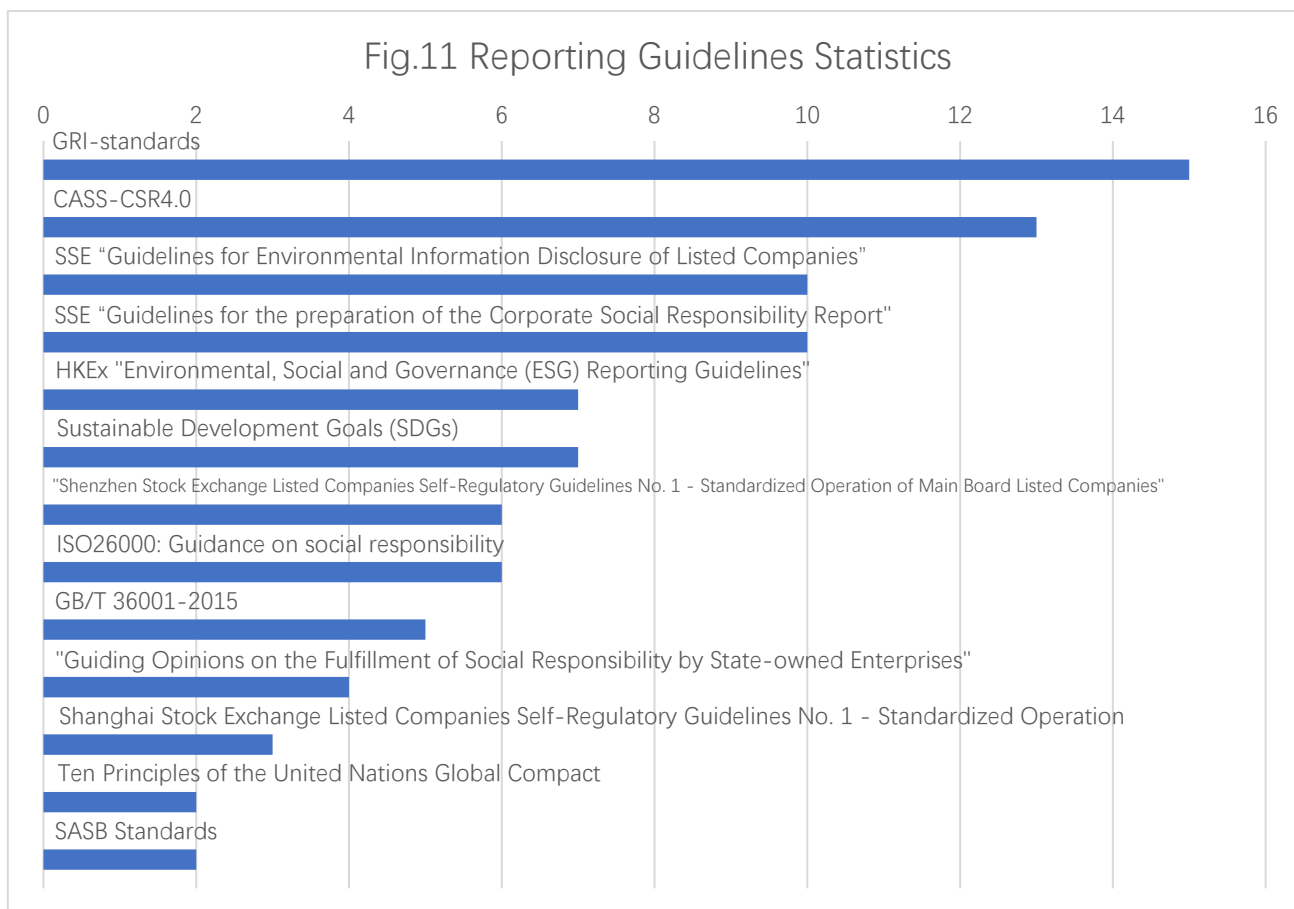 Fig.11 Reporting Guidelines Statistics
0 2 4 6 8 10 12 14 16
GRI-standards
CASS-CSR4.0
SSE “Guidelines for Environmental Information Disclosure of Listed Companies”
SSE “Guidelines for the preparation of the Corporate Social Responsibility Report"
HKEx "Environmental, Social and Governance (ESG) Reporting Guidelines"
Sustainable Development Goals (SDGs)
"Shenzhen Stock Exchange Listed Companies Self-Regulatory Guidelines No. 1 - Standardized Operation of Main Board Listed Companies"
ISO26000: Guidance on social responsibility
GB/T 36001-2015
"Guiding Opinions on the Fulfillment of Social Responsibility by State-owned Enterprises"
Shanghai Stock Exchange Listed Companies Self-Regulatory Guidelines No. 1 - Standardized Operation
Ten Principles of the United Nations Global Compact
SASB Standards